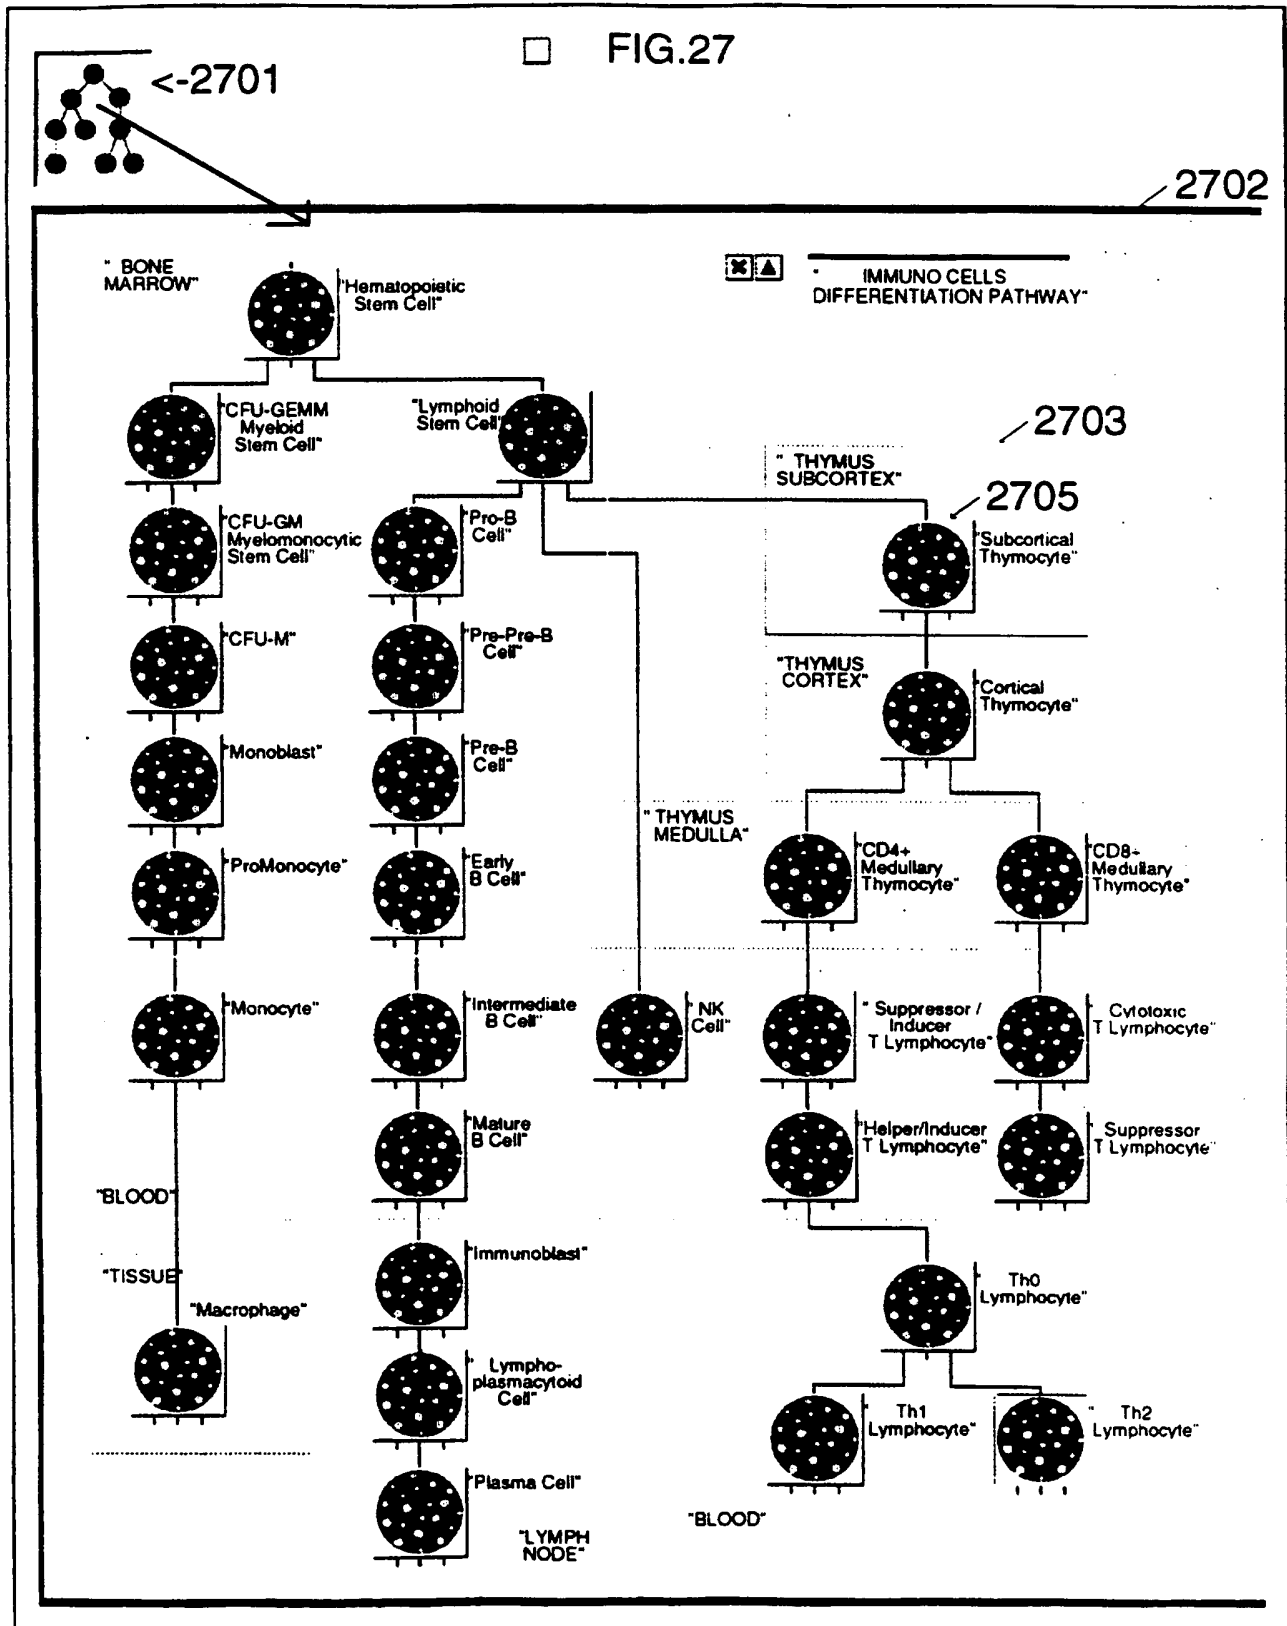 FIG.27
<-2701
2702
" BONE
MARROW"
"Hematopoietic
Stem Cell"
" IMMUNO CELLS
DIFFERENTIATION PATHWAY"
"CFU-GEMM
Myeloid
Stem Cell"
"Lymphoid
Stem Cell"
2703
" THYMUS
SUBCORTEX"
2705
"CFU-GM
Myelomonocytic
Stem Cell"
"Pro-B
Cell"
"Subcortical
Thymocyte"
"CFU-M"
"Pre-Pre-B
Cell"
"THYMUS
CORTEX"
"Cortical
Thymocyte"
"Monoblast"
"Pre-B
Cell"
" THYMUS
MEDULLA"
"ProMonocyte"
"Early
B Cell"
"CD4+
Medullary
Thymocyte"
"CD8+
Medullary
Thymocyte"
"Monocyte"
"Intermediate
B Cell"
" NK
Cell"
" Suppressor /
Inducer
T Lymphocyte"
" Cytotoxic
T Lymphocyte"
"Mature
B Cell"
"Helper/Inducer
T Lymphocyte"
" Suppressor
T Lymphocyte"
"BLOOD"
"TISSUE"
"Immunoblast"
" Th0
Lymphocyte"
"Macrophage"
" Lympho-
plasmacytoid
Cell"
" Th1
Lymphocyte"
" Th2
Lymphocyte"
"Plasma Cell"
"BLOOD"
"LYMPH
NODE"